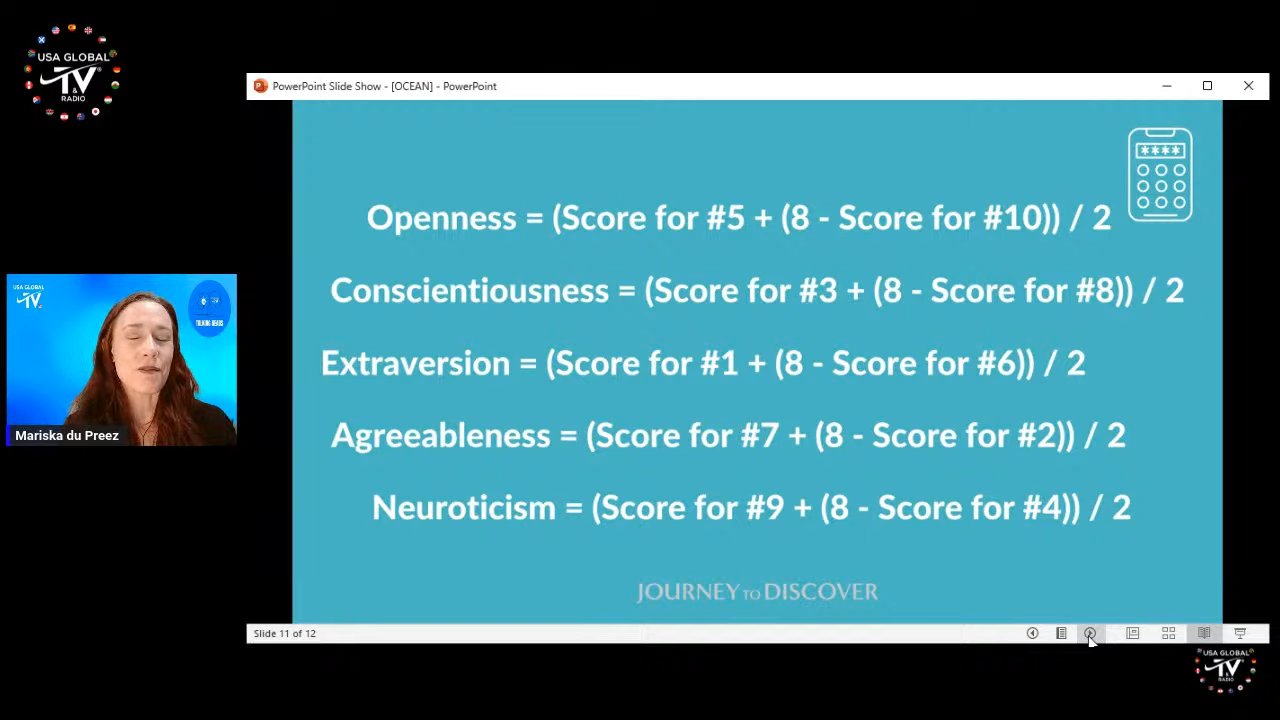 USA GLOBAL
TV
&
RADIO
PowerPoint Slide Show - [OCEAN] - PowerPoint
****
Openness = (Score for #5 + (8 - Score for #10)) / 2
Conscientiousness = (Score for #3 + (8 - Score for #8)) / 2
Extraversion = (Score for #1 + (8 - Score for #6)) / 2
Agreeableness = (Score for #7 + (8 - Score for #2)) / 2
Neuroticism = (Score for #9 + (8 - Score for #4)) / 2
JOURNEY TO DISCOVER
USA GLOBAL
TV
TALKING HEADS
Mariska du Preez
Slide 11 of 12
USA GLOBAL
TV
&
RADIO